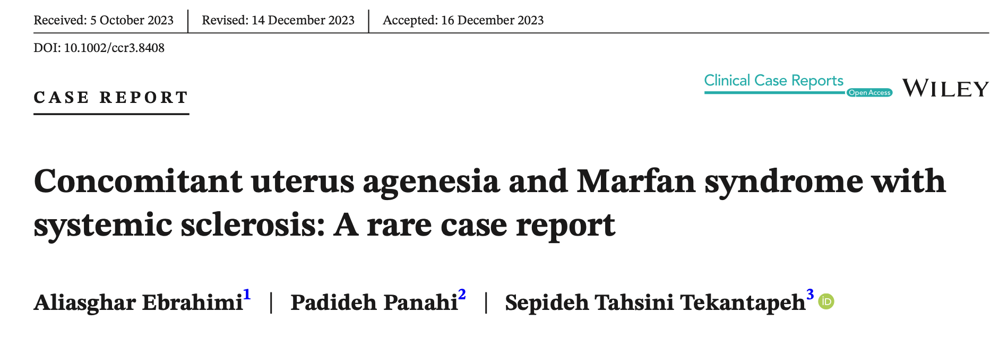 Received: 5 October 2023 | Revised: 14 December 2023 | Accepted: 16 December 2023
DOI: 10.1002/ccr3.8408
Clinical Case Reports
Open Access
WILEY
CASE REPORT
Concomitant uterus agenesia and Marfan syndrome with
systemic sclerosis: A rare case report
Aliasghar Ebrahimi1 | Padideh Panahi2 | Sepideh Tahsini Tekantapeh3 iD